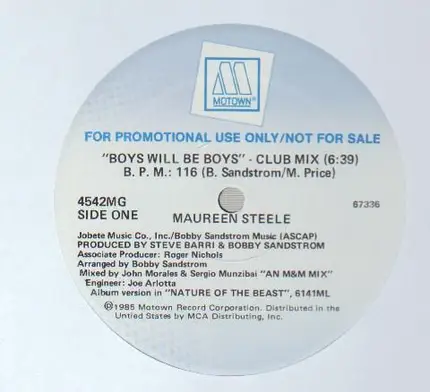 MOTOWN®
FOR PROMOTIONAL USE ONLY/NOT FOR SALE
"BOYS WILL BE BOYS" - CLUB MIX (6:39)
B. P. M.: 116 (B. Sandstrom/M. Price)
4542MG 67336
SIDE ONE MAUREEN STEELE
Jobete Music Co., Inc./Bobby Sandstrom Music (ASCAP)
PRODUCED BY STEVE BARRI & BOBBY SANDSTROM
Associate Producer: Roger Nichols
Arranged by Bobby Sandstrom
Mixed by John Morales & Sergio Munzibai "AN M&M MIX"
Engineer: Joe Arlotta
Album version in "NATURE OF THE BEAST", 6141ML
℗1985 Motown Record Corporation. Distributed in the
United States by MCA Distributing, Inc.